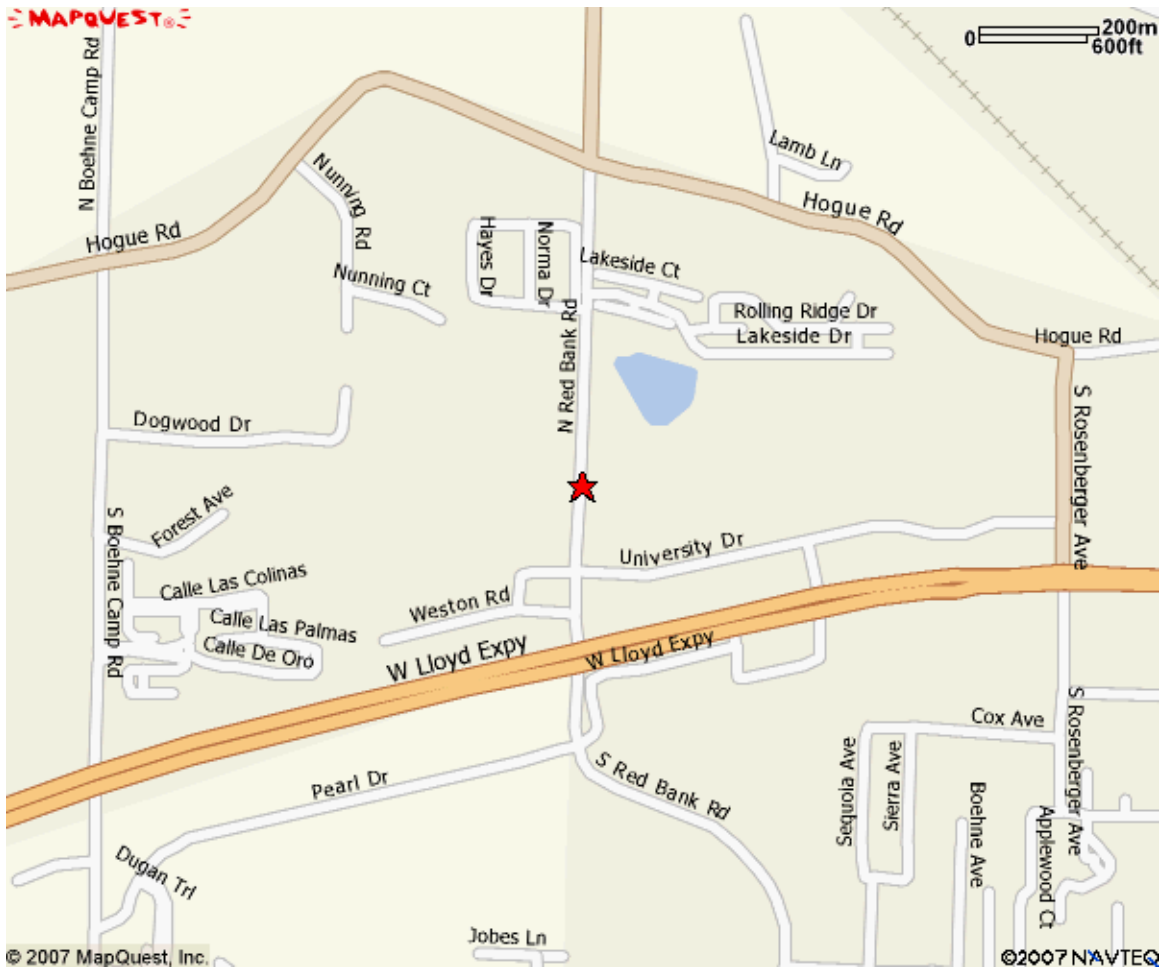 MAPQUEST®
0
200m
600ft
N Boehne Camp Rd
Lamb Ln
Nunning Rd
Hogue Rd
Hogue Rd
Hayes Dr
Norma Dr
Lakeside Ct
Nunning Ct
Rolling Ridge Dr
Lakeside Dr
Hogue Rd
N Red Bank Rd
Dogwood Dr
S Rosenberger Ave
Forest Ave
S Boehne Camp Rd
University Dr
Calle Las Colinas
Weston Rd
Calle Las Palmas
Calle De Oro
W Lloyd Expy
W Lloyd Expy
S Rosenberger Ave
Cox Ave
Sequoia Ave
Sierra Ave
Pearl Dr
S Red Bank Rd
Boehne Ave
Applewood Ct
Dugan Trl
Jobes Ln
© 2007 MapQuest, Inc.
©2007 NAVTEQ